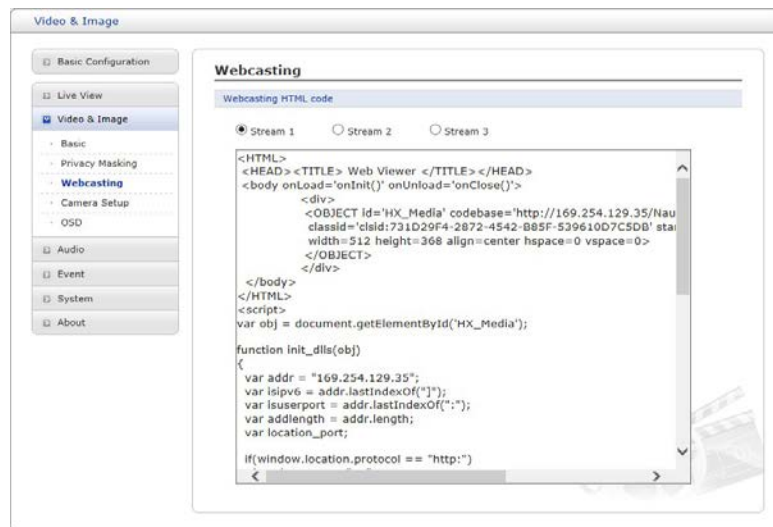 Video & Image
Basic Configuration
Live View
Video & Image
Basic
Privacy Masking
Webcasting
Camera Setup
OSD
Audio
Event
System
About
Webcasting
Webcasting HTML code
Stream 1 Stream 2 Stream 3
<HTML>
<HEAD><TITLE> Web Viewer </TITLE></HEAD>
<body onLoad='onInit()' onUnload='onClose()'>
<div>
<OBJECT id='HX_Media' codebase='http://169.254.129.35/Nau
classid='clsid:731D29F4-2872-4542-B85F-539610D7C5DB' star
width=512 height=368 align=center hspace=0 vspace=0>
</OBJECT>
</div>
</body>
</HTML>
<script>
var obj = document.getElementById('HX_Media');
function init_dlls(obj)
{
var addr = "169.254.129.35";
var isipv6 = addr.lastIndexOf("]");
var isuserport = addr.lastIndexOf(":");
var addlength = addr.length;
var location_port;
if(window.location.protocol == "http:")